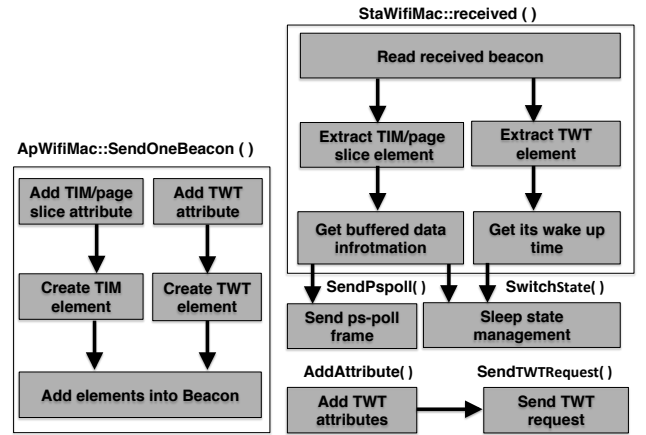 StaWifiMac::received ( )
Read received beacon
Extract TIM/page
slice element
Extract TWT
element
Get buffered data
infrotmation
Get its wake up
time
ApWifiMac::SendOneBeacon ( )
Add TIM/page
slice attribute
Add TWT
attribute
Create TIM
element
Create TWT
element
Add elements into Beacon
SendPspoll( )
SwitchState( )
Send ps-poll
frame
Sleep state
management
AddAttribute( )
SendTWTRequest( )
Add TWT
attributes
Send TWT
request